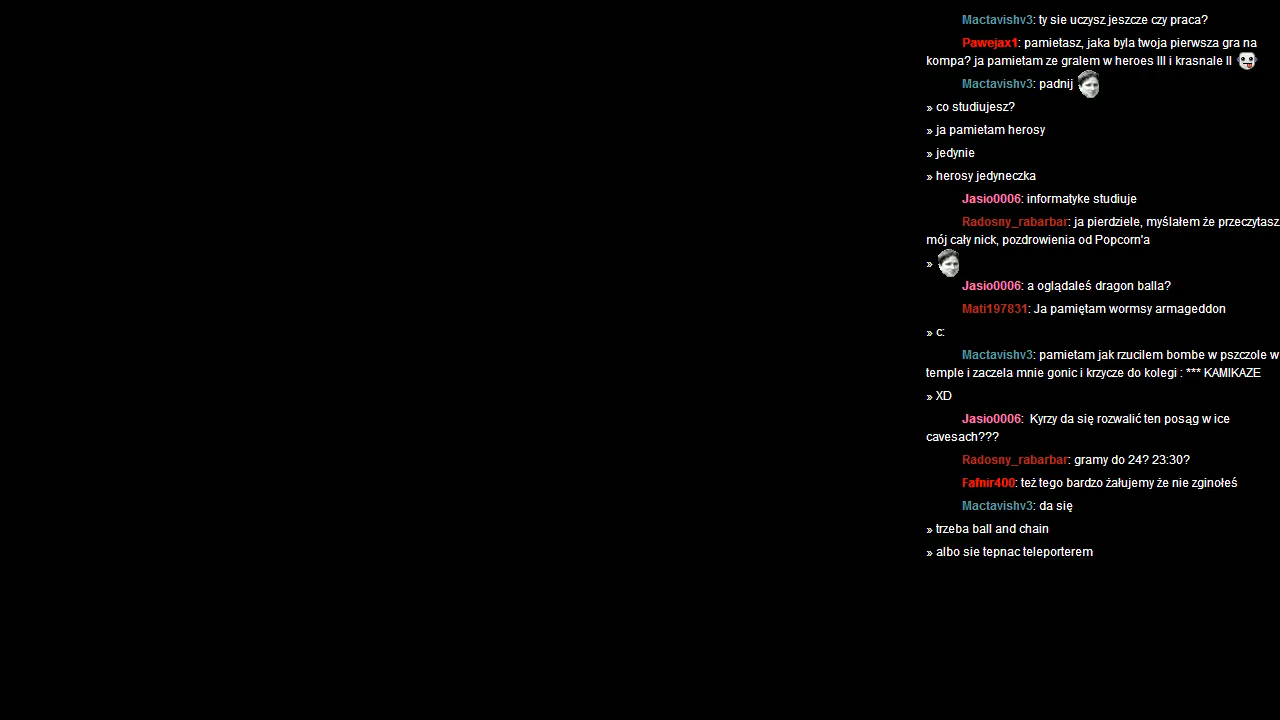 Mactavishv3: ty sie uczysz jeszcze czy praca?
Pawejax1: pamietasz, jaka byla twoja pierwsza gra na
kompa? ja pamietam ze gralem w heroes III i krasnale II
Mactavishv3: padnij
» co studiujesz?
» ja pamietam herosy
» jedynie
» herosy jedyneczka
Jasio0006: informatyke studiuje
Radosny_rabarbar: ja pierdziele, myślałem że przeczytasz
mój cały nick, pozdrowienia od Popcorn'a
»
Jasio0006: a oglądaleś dragon balla?
Mati197831: Ja pamiętam wormsy armageddon
» c:
Mactavishv3: pamietam jak rzucilem bombe w pszczole w
temple i zaczela mnie gonic i krzycze do kolegi : *** KAMIKAZE
» XD
Jasio0006: Kyrzy da się rozwalić ten posąg w ice
cavesach???
Radosny_rabarbar: gramy do 24? 23:30?
Fafnir400: też tego bardzo żałujemy że nie zginołeś
Mactavishv3: da się
» trzeba ball and chain
» albo sie tepnac teleporterem